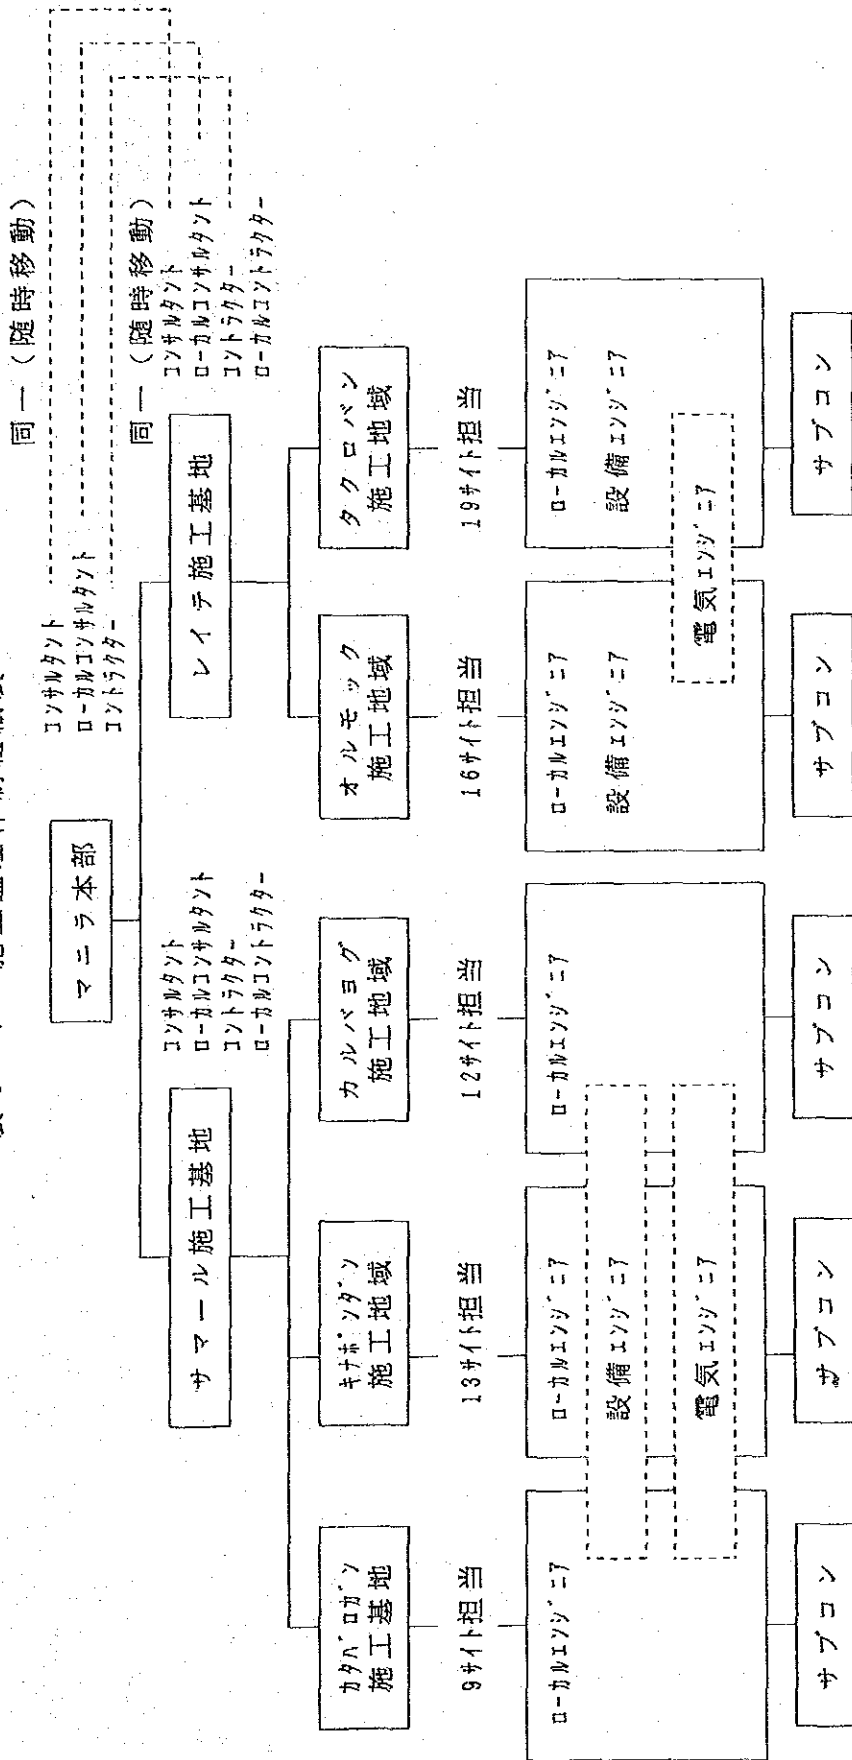 マニラ本部
コンサルタント
ローカルコンサルタント
コントラクター
同一（随時移動）
サマール施工基地
コンサルタント
ローカルコンサルタント
コントラクター
ローカルコントラクター
レイテ施工基地
同一（随時移動）
コンサルタント
ローカルコンサルタント
コントラクター
ローカルコントラクター
カタバロガン
施工基地
キナポンダン
施工地域
カルバヨグ
施工地域
オルモック
施工地域
タクロバン
施工地域
9サイト担当
13サイト担当
12サイト担当
16サイト担当
19サイト担当
ローカルエンジニア
ローカルエンジニア
ローカルエンジニア
ローカルエンジニア
ローカルエンジニア
設備エンジニア
設備エンジニア
設備エンジニア
電気エンジニア
電気エンジニア
サブコン
サブコン
サブコン
サブコン
サブコン